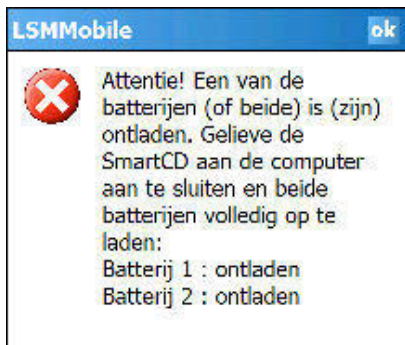 LSMMobile ok
Attentie! Een van de
batterijen (of beide) is (zijn)
ontladen. Gelieve de
SmartCD aan de computer
aan te sluiten en beide
batterijen volledig op te
laden:
Batterij 1 : ontladen
Batterij 2 : ontladen